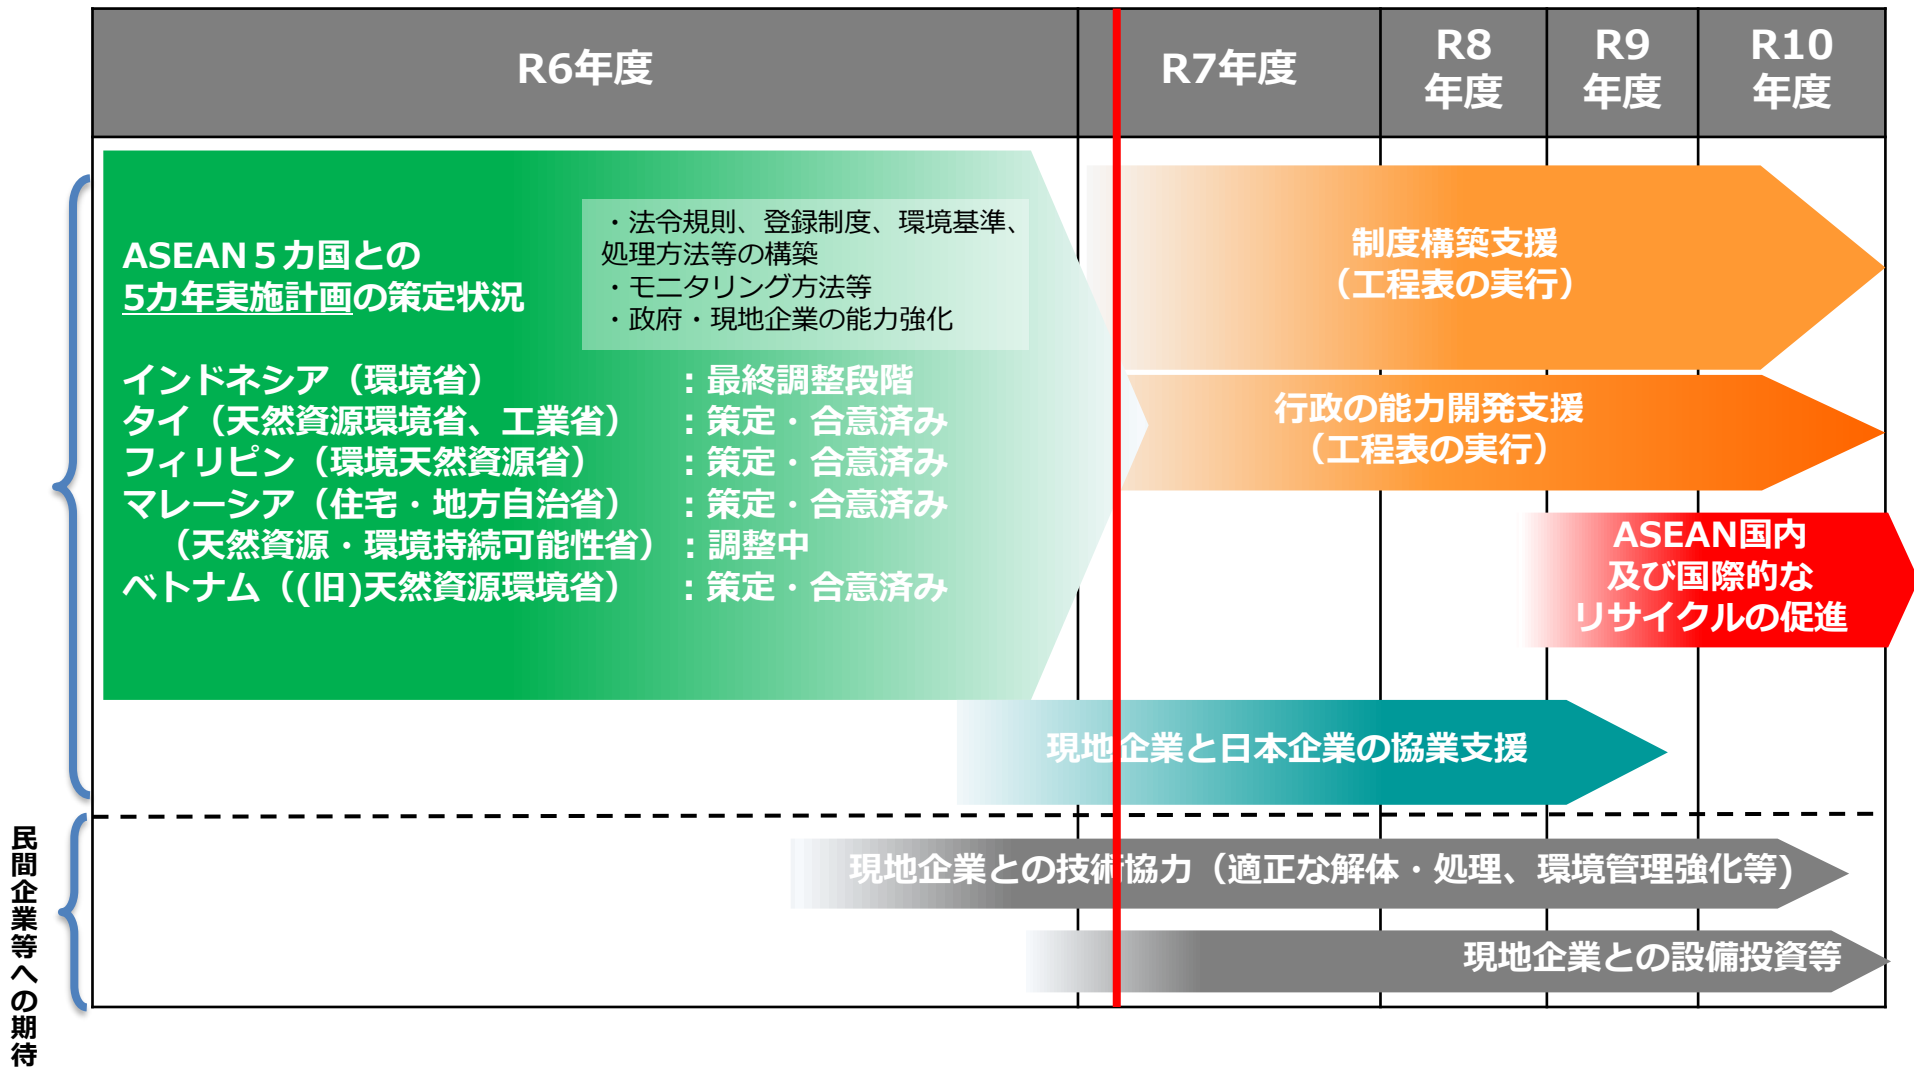 R6年度
R7年度
R8
年度
R9
年度
R10
年度
ASEAN５カ国との
5カ年実施計画の策定状況
・法令規則、登録制度、環境基準、
処理方法等の構築
・モニタリング方法等
・政府・現地企業の能力強化
インドネシア（環境省）：最終調整段階
タイ（天然資源環境省、工業省）：策定・合意済み
フィリピン（環境天然資源省）：策定・合意済み
マレーシア（住宅・地方自治省）：策定・合意済み
（天然資源・環境持続可能性省）：調整中
ベトナム（(旧)天然資源環境省）：策定・合意済み
制度構築支援
（工程表の実行）
行政の能力開発支援
（工程表の実行）
ASEAN国内
及び国際的な
リサイクルの促進
現地企業と日本企業の協業支援
民間企業等への期待
現地企業との技術協力（適正な解体・処理、環境管理強化等)
現地企業との設備投資等